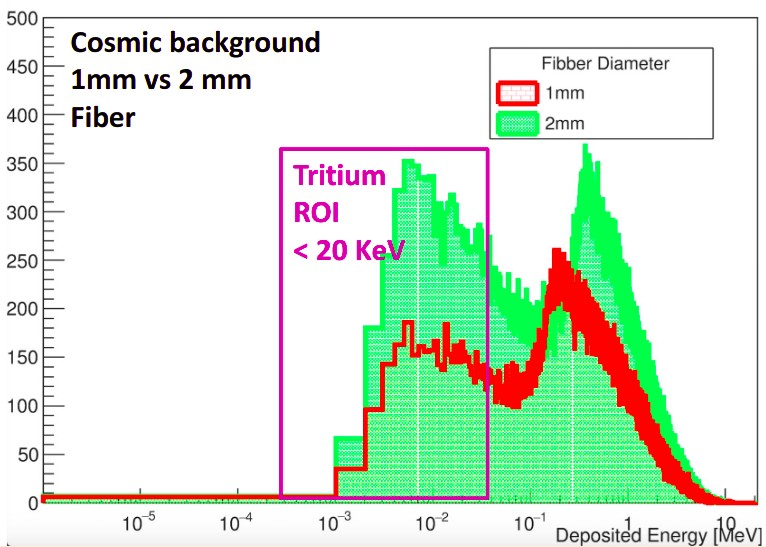 500
Cosmic background
1mm vs 2 mm
Fiber
Fibber Diameter
1mm
2mm
450
400
350
300
250
200
150
100
50
0
Tritium
ROI
< 20 KeV
10⁻⁵ 10⁻⁴ 10⁻³ 10⁻² 10⁻¹ 1 10
Deposited Energy [MeV]